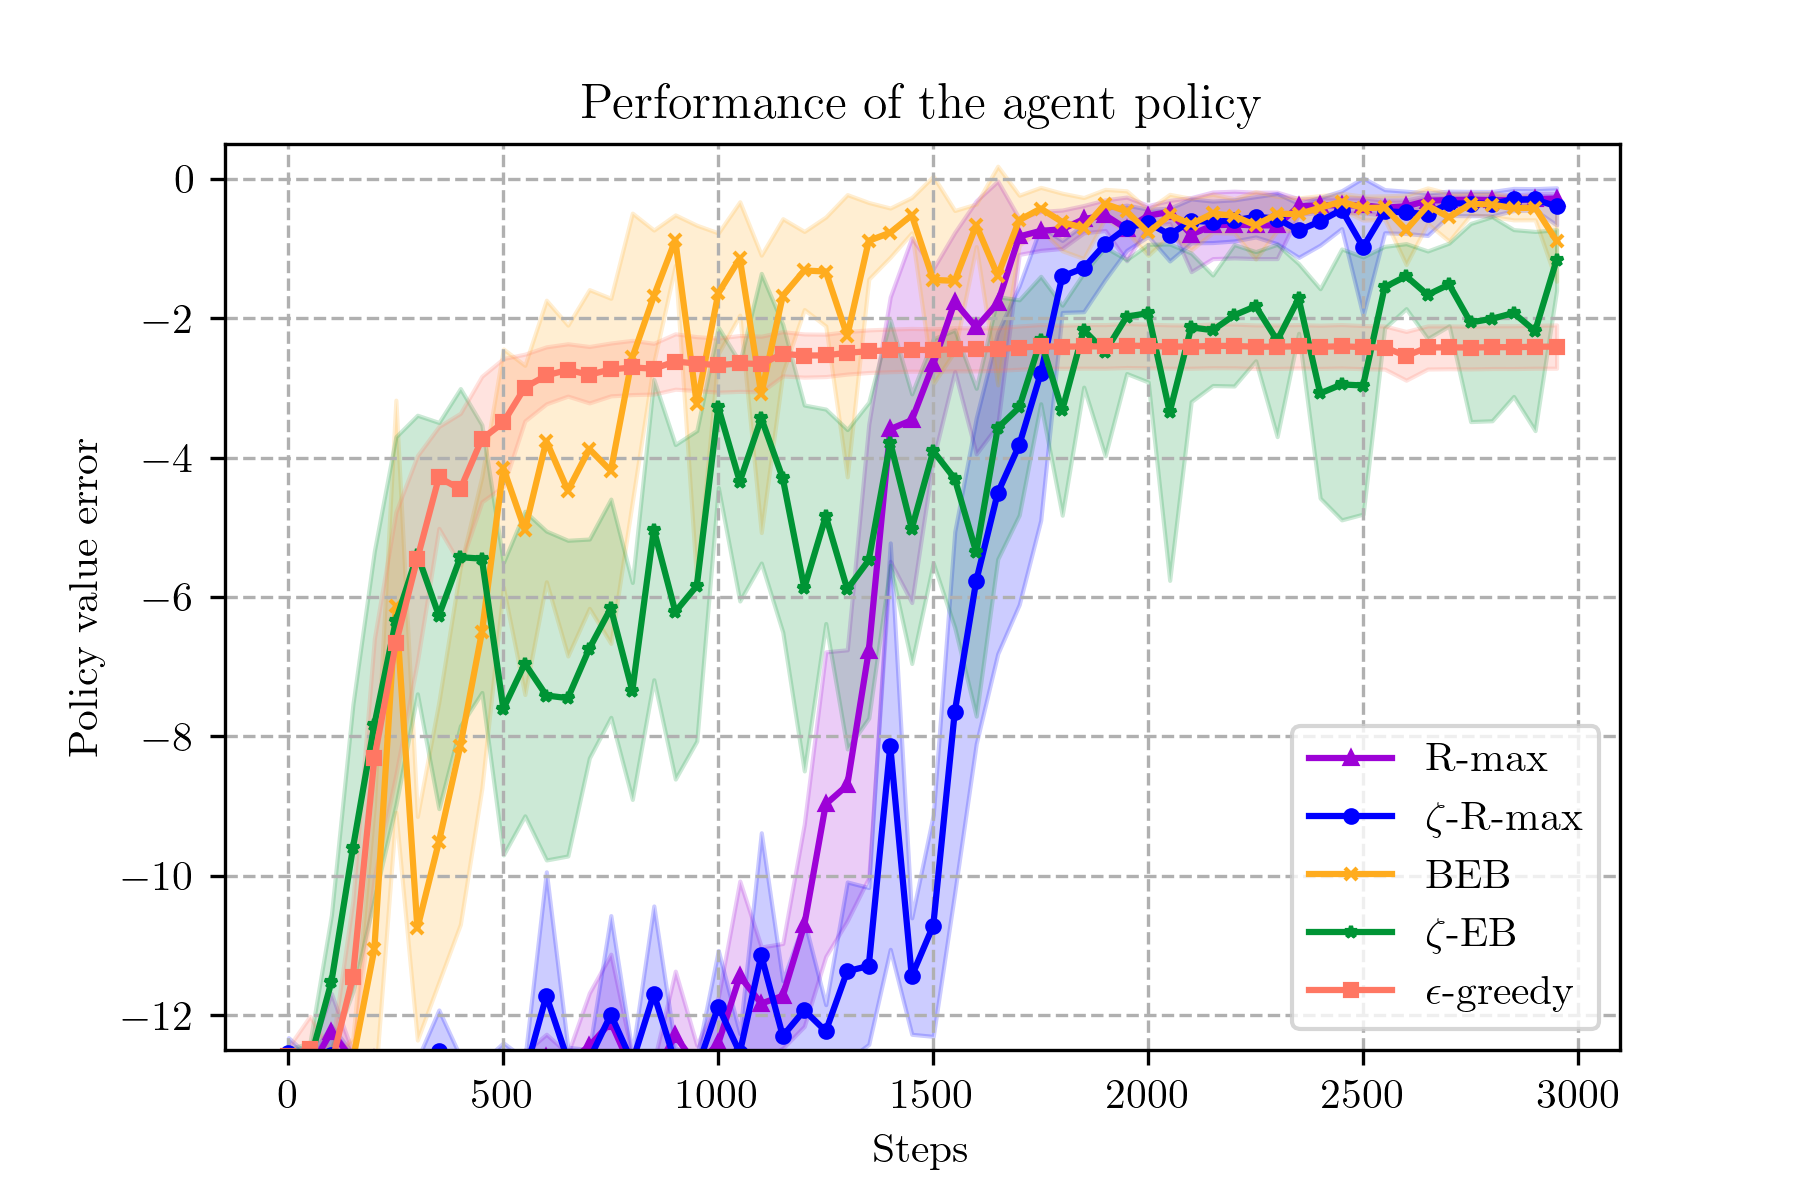 Performance of the agent policy
Policy value error
0
−2
−4
−6
−8
−10
−12
R-max
ζ-R-max
BEB
ζ-EB
ϵ-greedy
0 500 1000 1500 2000 2500 3000
Steps